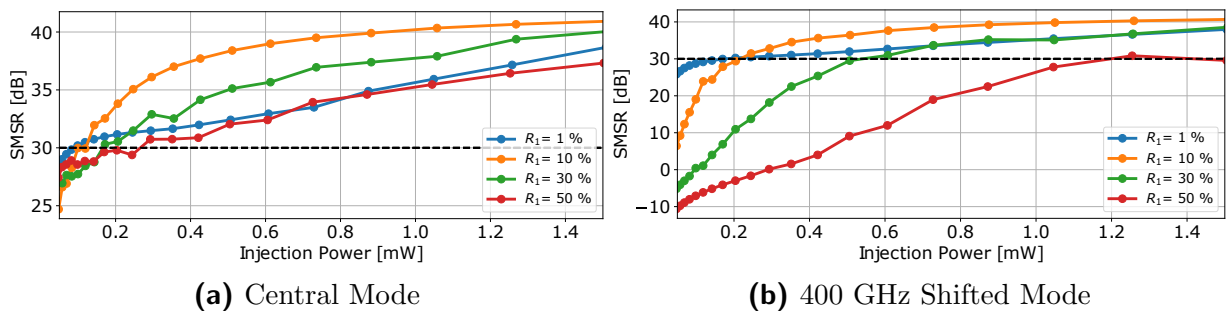 40
35
30
25
SMSR [dB]
0.2 0.4 0.6 0.8 1.0 1.2 1.4
Injection Power [mW]
R₁= 1 %
R₁= 10 %
R₁= 30 %
R₁= 50 %
(a) Central Mode
40
30
20
10
0
−10
SMSR [dB]
0.2 0.4 0.6 0.8 1.0 1.2 1.4
Injection Power [mW]
R₁= 1 %
R₁= 10 %
R₁= 30 %
R₁= 50 %
(b) 400 GHz Shifted Mode